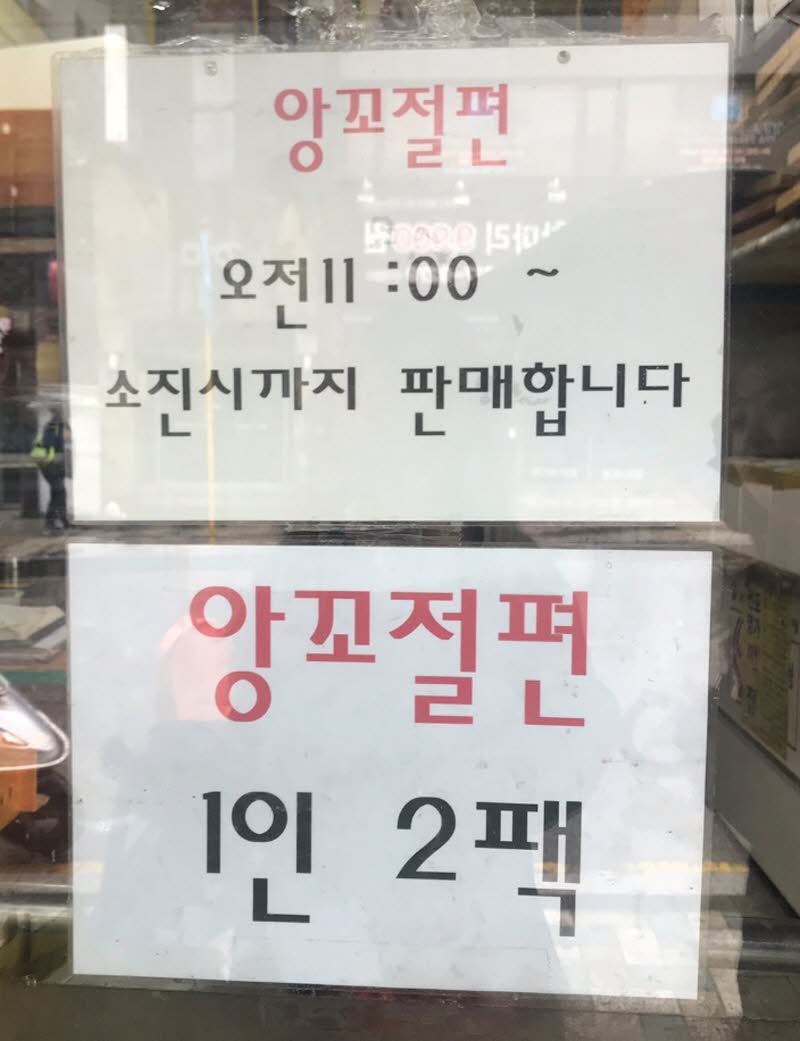 앙꼬절편
오전11:00 ~
소진시까지 판매합니다
앙꼬절편
1인 2팩